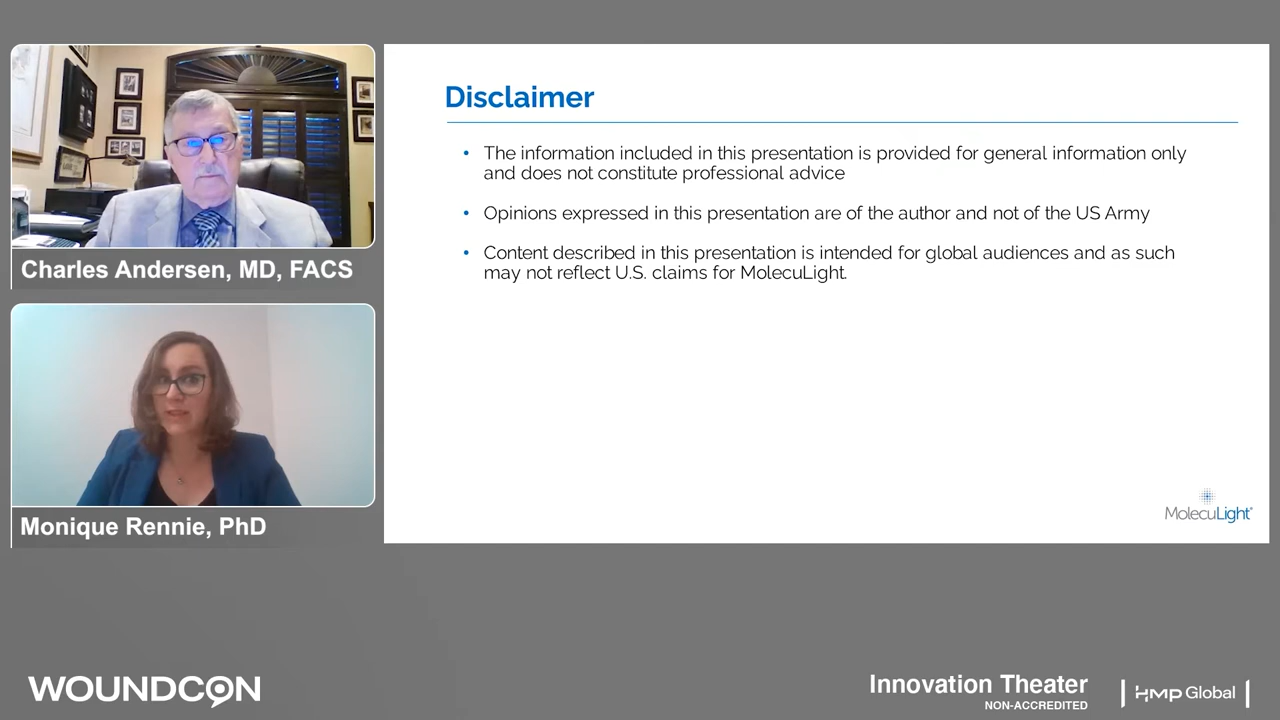 Charles Andersen, MD, FACS
Monique Rennie, PhD
Disclaimer
• The information included in this presentation is provided for general information only
and does not constitute professional advice
• Opinions expressed in this presentation are of the author and not of the US Army
• Content described in this presentation is intended for global audiences and as such
may not reflect U.S. claims for MolecuLight.
MolecuLight®
WOUNDCON
Innovation Theater
NON-ACCREDITED
HMP Global